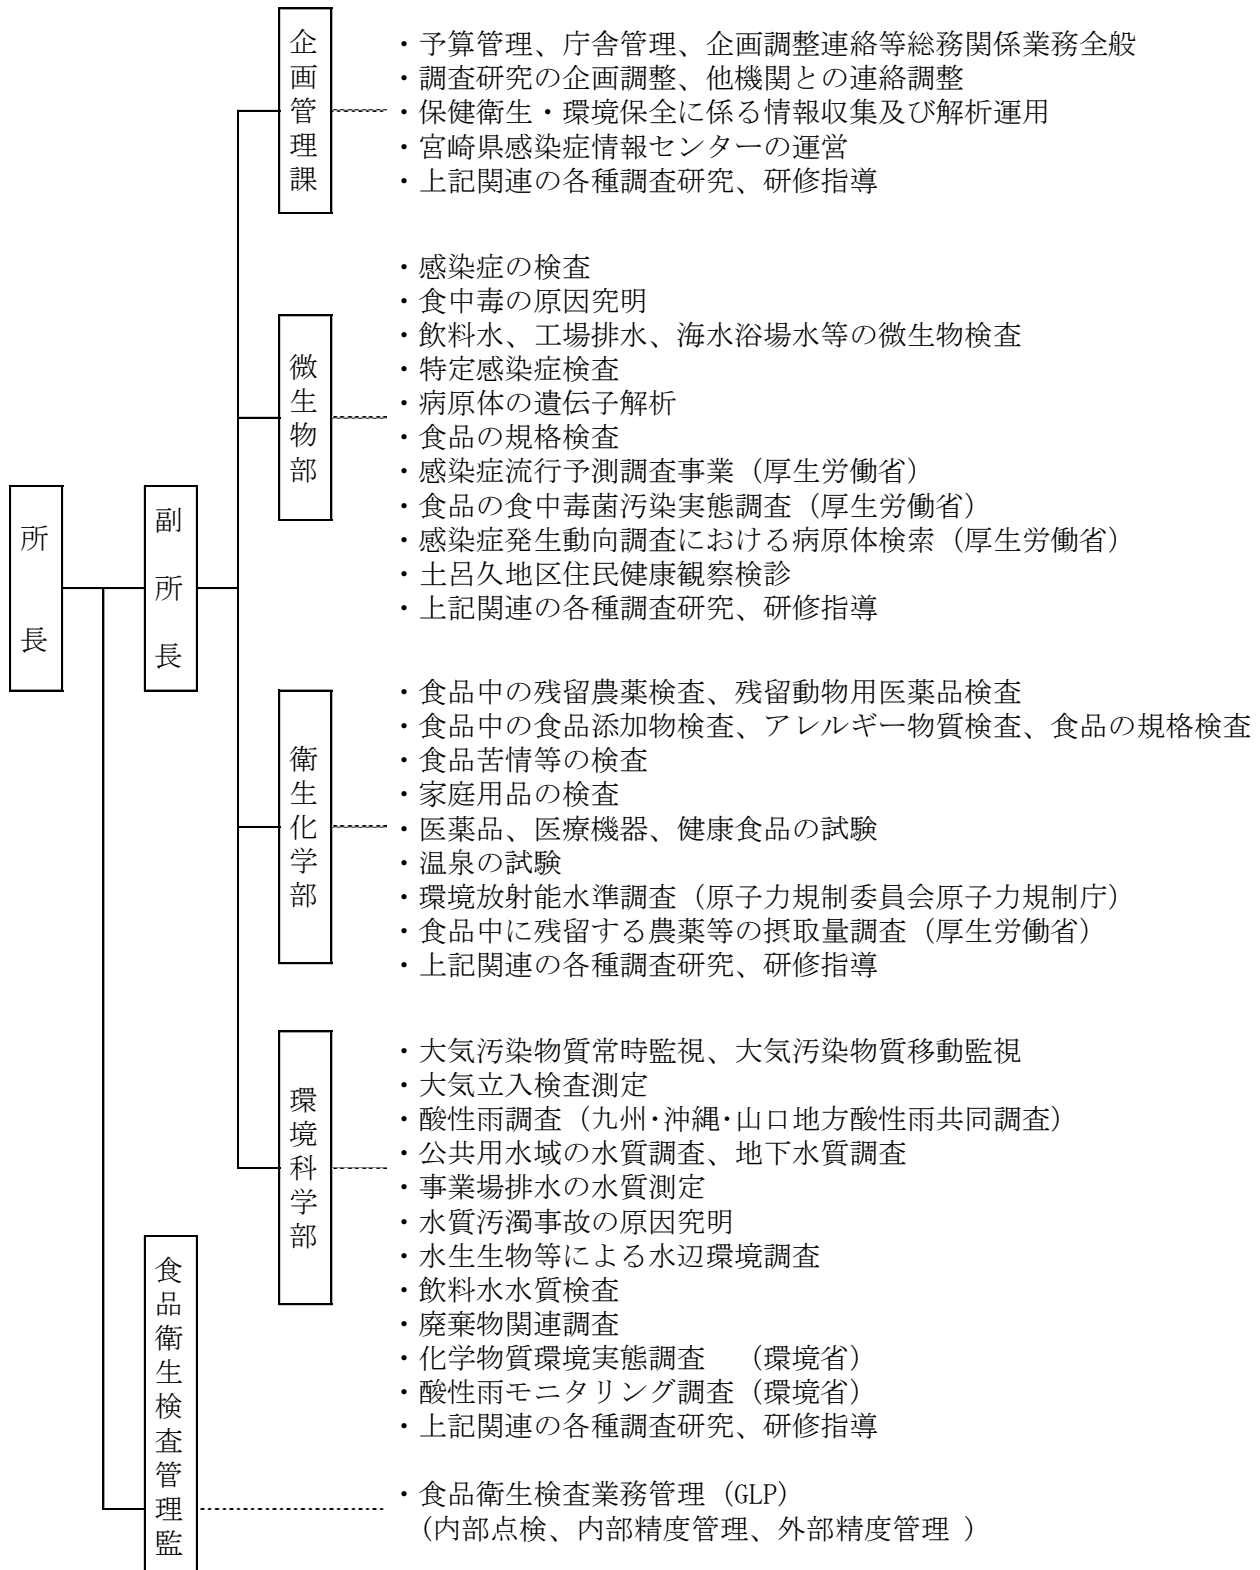 所長
副所長
企画管理課
・予算管理、庁舎管理、企画調整連絡等総務関係業務全般
・調査研究の企画調整、他機関との連絡調整
・保健衛生・環境保全に係る情報収集及び解析運用
・宮崎県感染症情報センターの運営
・上記関連の各種調査研究、研修指導
微生物部
・感染症の検査
・食中毒の原因究明
・飲料水、工場排水、海水浴場水等の微生物検査
・特定感染症検査
・病原体の遺伝子解析
・食品の規格検査
・感染症流行予測調査事業（厚生労働省）
・食品の食中毒菌汚染実態調査（厚生労働省）
・感染症発生動向調査における病原体検索（厚生労働省）
・土呂久地区住民健康観察検診
・上記関連の各種調査研究、研修指導
衛生化学部
・食品中の残留農薬検査、残留動物用医薬品検査
・食品中の食品添加物検査、アレルギー物質検査、食品の規格検査
・食品苦情等の検査
・家庭用品の検査
・医薬品、医療機器、健康食品の試験
・温泉の試験
・環境放射能水準調査（原子力規制委員会原子力規制庁）
・食品中に残留する農薬等の摂取量調査（厚生労働省）
・上記関連の各種調査研究、研修指導
環境科学部
・大気汚染物質常時監視、大気汚染物質移動監視
・大気立入検査測定
・酸性雨調査（九州･沖縄･山口地方酸性雨共同調査）
・公共用水域の水質調査、地下水質調査
・事業場排水の水質測定
・水質汚濁事故の原因究明
・水生生物等による水辺環境調査
・飲料水水質検査
・廃棄物関連調査
・化学物質環境実態調査　（環境省）
・酸性雨モニタリング調査（環境省）
・上記関連の各種調査研究、研修指導
食品衛生検査管理監
・食品衛生検査業務管理（GLP）
（内部点検、内部精度管理、外部精度管理 ）